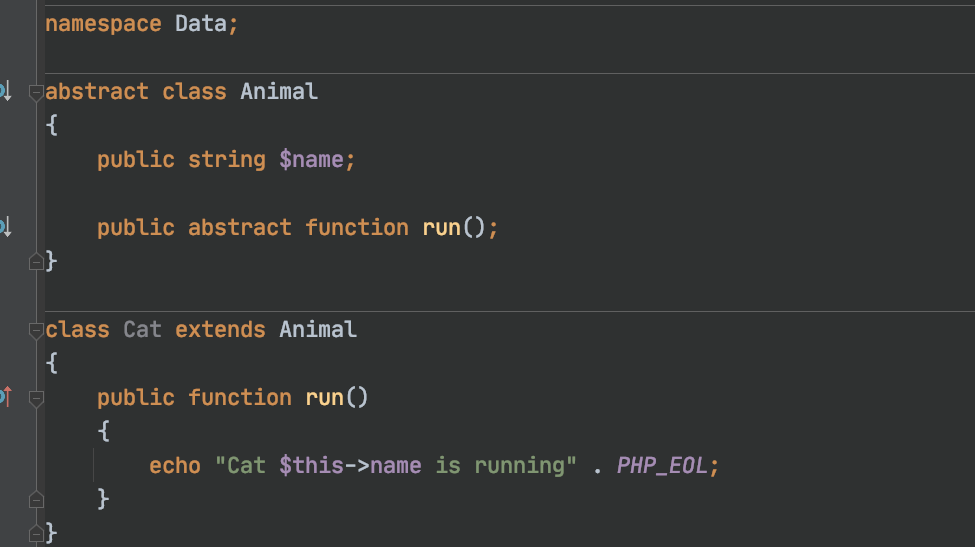 namespace Data;
abstract class Animal
{
public string $name;
public abstract function run();
}
class Cat extends Animal
{
public function run()
{
echo "Cat $this->name is running" . PHP_EOL;
}
}